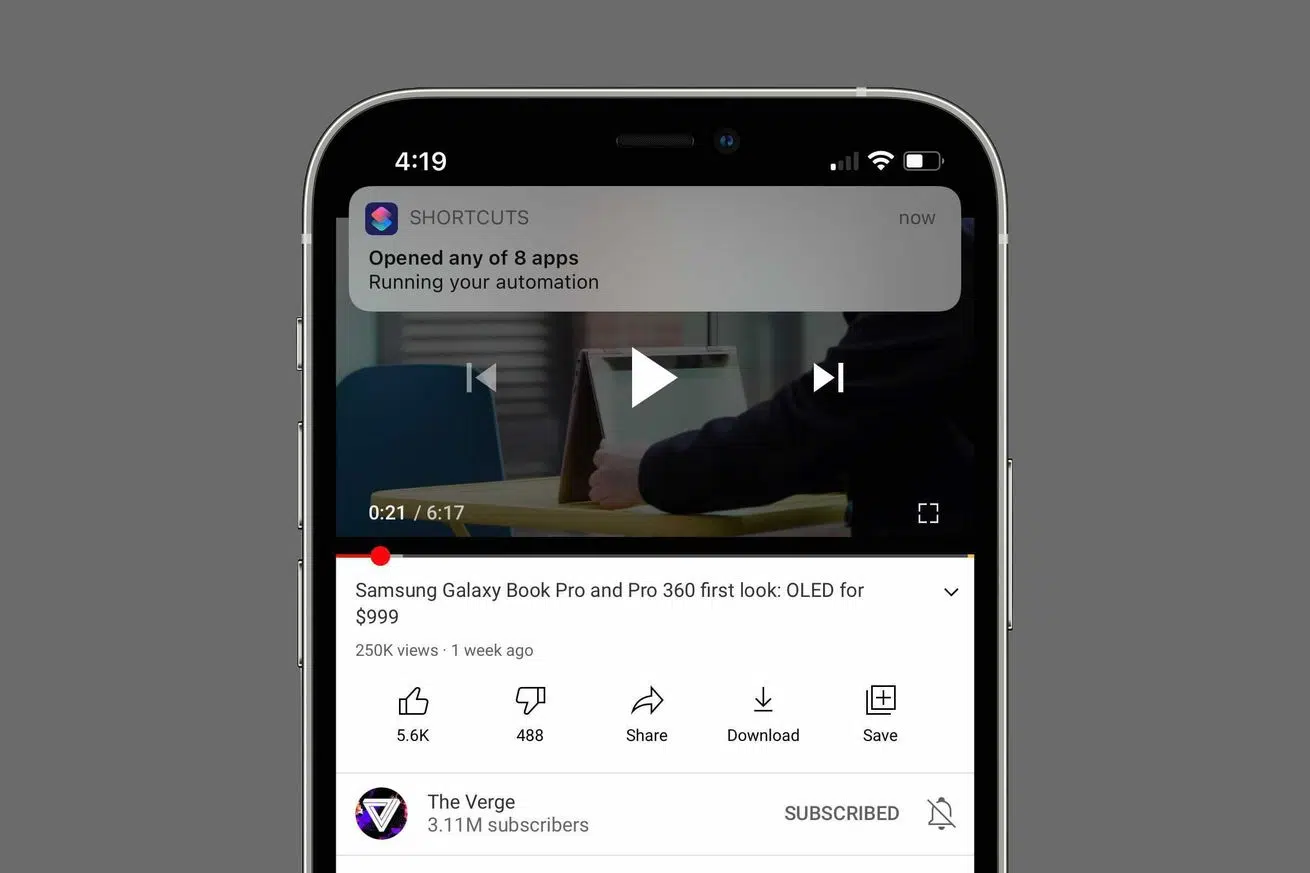 4:19
SHORTCUTS
now
Opened any of 8 apps
Running your automation
0:21 / 6:17
Samsung Galaxy Book Pro and Pro 360 first look: OLED for
$999
250K views · 1 week ago
5.6K
488
Share
Download
Save
The Verge
3.11M subscribers
SUBSCRIBED